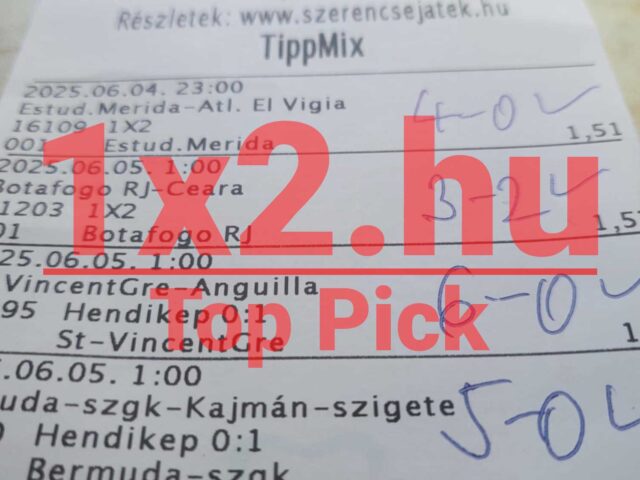 Részletek: www.szerencsejatek.hu
TippMix
2025.06.04. 23:00
Estud.Merida-Atl. El Vigia
4-0 ✓
16109 1X2
1,51
001 Estud.Merida
2025.06.05. 1:00
Botafogo RJ-Ceara
3-2 ✓
1203 1X2
1,5
01 Botafogo RJ
25.06.05. 1:00
VincentGre-Anguilla
6-0 ✓
95 Hendikep 0:1
1
St-VincentGre
.06.05. 1:00
uda-szgk-Kajmán-szigete
5-0 ✓
Hendikep 0:1
Bermuda-szgk
1x2.hu
Top Pick